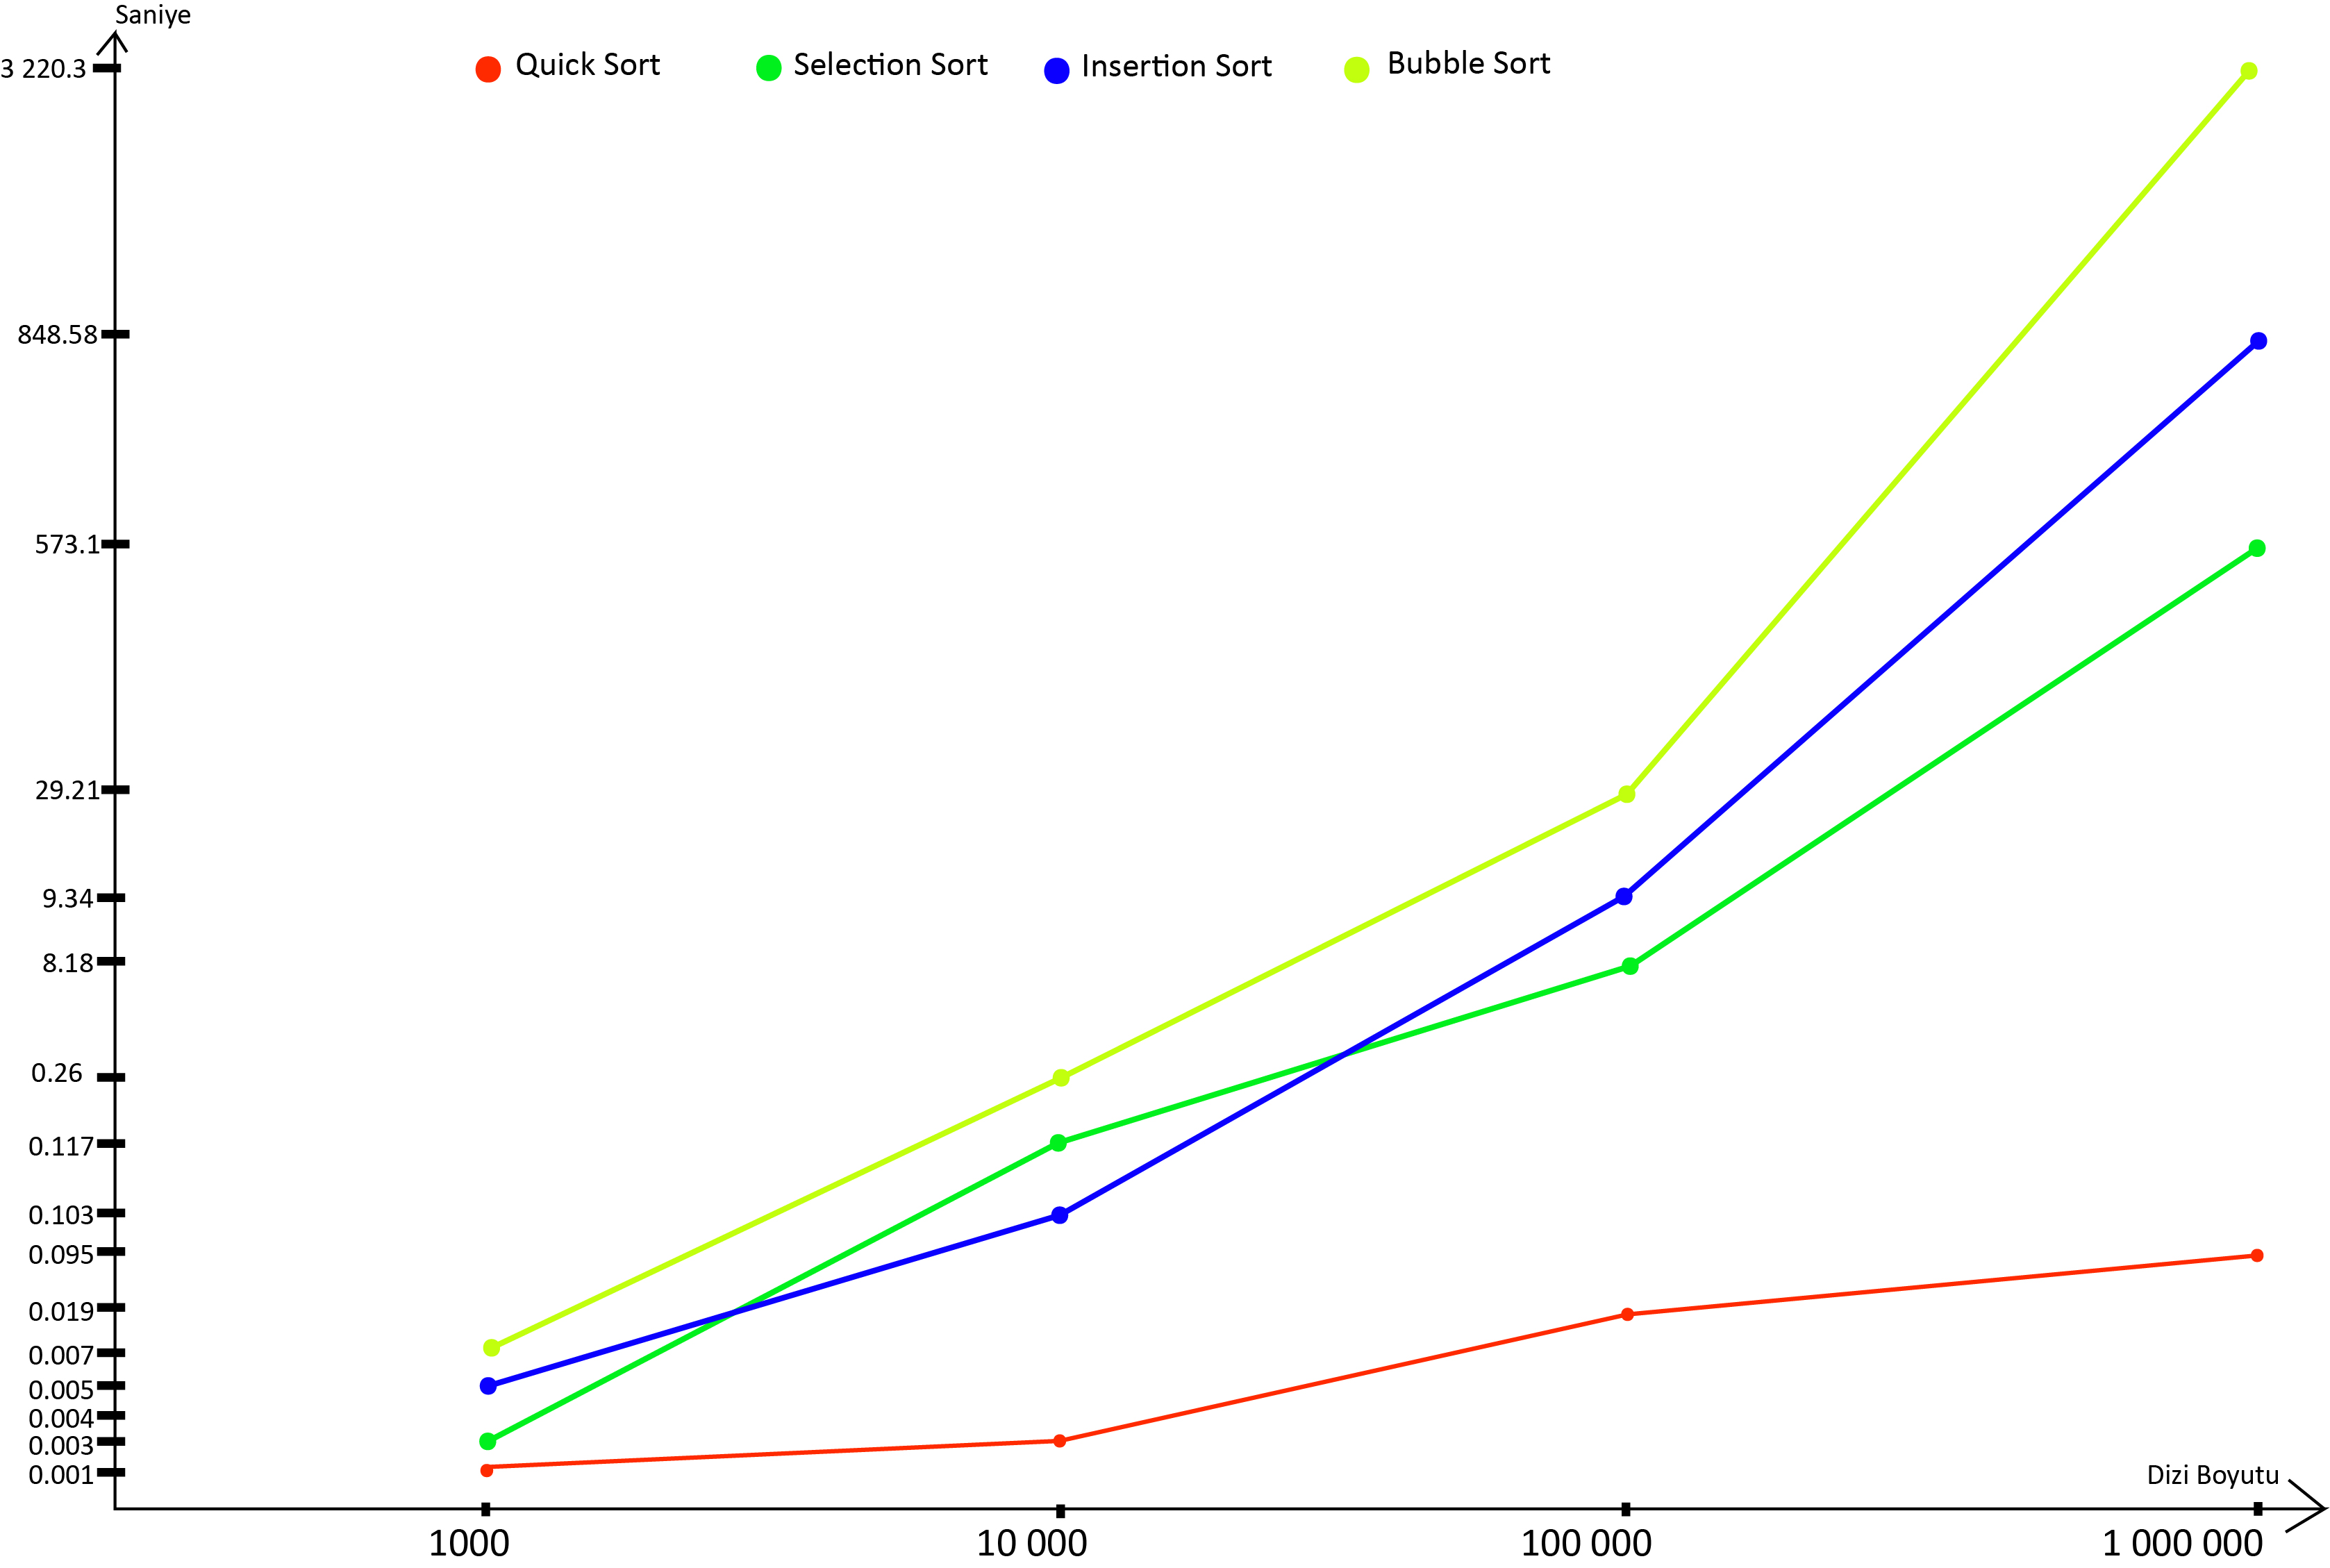 Saniye
Quick Sort
Selection Sort
Insertion Sort
Bubble Sort
3 220.3
848.58
573.1
29.21
9.34
8.18
0.26
0.117
0.103
0.095
0.019
0.007
0.005
0.004
0.003
0.001
Dizi Boyutu
1000
10 000
100 000
1 000 000